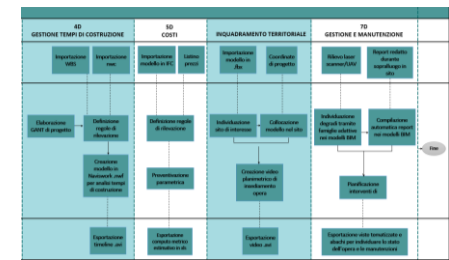 4D
GESTIONE TEMPI DI COSTRUZIONE
5D
COSTI
INQUADRAMENTO TERRITORIALE
7D
GESTIONE E MANUTENZIONE
Importazione
WBS
Importazione
nwc
Importazione
modello in IFC
Listino
prezzi
Importazione
modello in
.fbx
Coordinate
di progetto
Rilievo laser
scanner/UAV
Report redatto
durante
sopralluogo in
sito
Elaborazione
GANT di progetto
Definizione
regole di
rilevazione
Definizione regole
di rilevazione
Individuazione
sito di interesse
Collocazione
modello nel sito
Individuazione
degradi tramite
famiglie adattive
nei modelli BIM
Compilazione
automatica report
nei modelli BIM
Fine
Creazione
modello in
Navisworks .nwf
per analisi tempi
di costruzione
Preventivazione
parametrica
Creazione video
planimetrico di
insediamento
opera
Pianificazione
interventi di
Esportazione
timeline .avi
Esportazione
computo metrico
estimativo in
Esportazione
video .avi
Esportazione viste tematizzate e
abachi per individuare lo stato
dell'opera e le manutenzioni